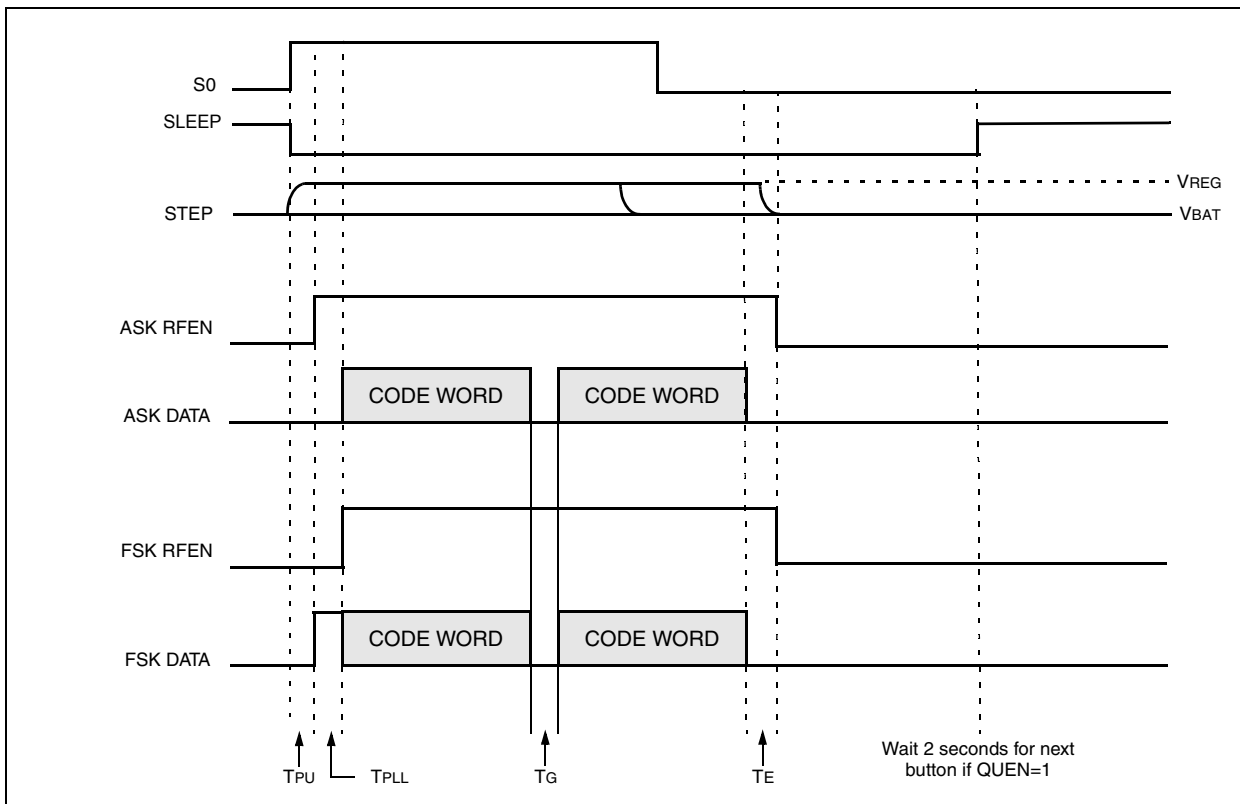 S0
SLEEP
VREG
STEP
VBAT
ASK RFEN
CODE WORD CODE WORD
ASK DATA
FSK RFEN
CODE WORD CODE WORD
FSK DATA
Wait 2 seconds for next
button if QUEN=1
TPU TPLL TG TE